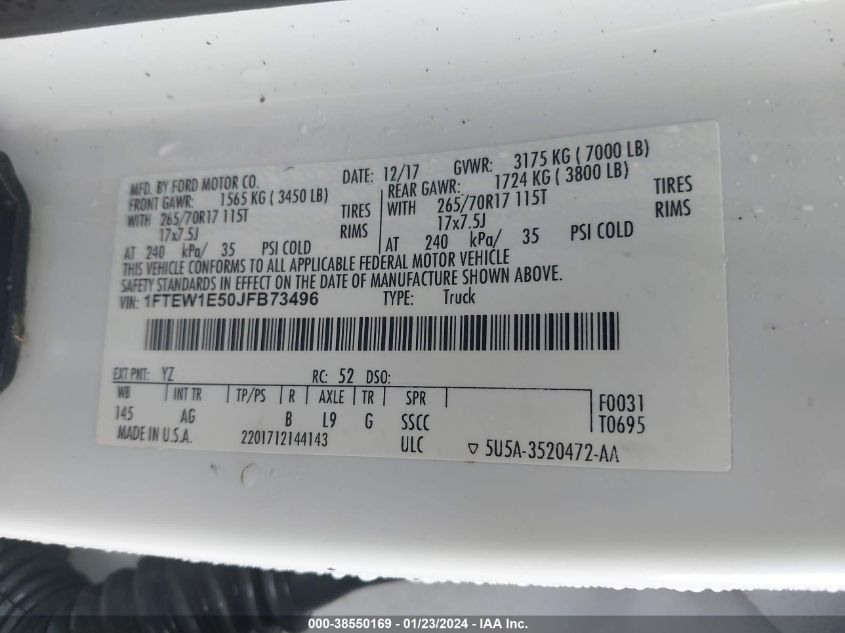 MFD. BY FORD MOTOR CO. DATE: 12/17 GVWR: 3175 KG ( 7000 LB)
FRONT GAWR: 1565 KG ( 3450 LB) REAR GAWR: 1724 KG ( 3800 LB)
WITH 265/70R17 115T TIRES WITH 265/70R17 115T TIRES
17x7.5J RIMS 17x7.5J RIMS
AT 240 kPa/ 35 PSI COLD AT 240 kPa/ 35 PSI COLD
THIS VEHICLE CONFORMS TO ALL APPLICABLE FEDERAL MOTOR VEHICLE
SAFETY STANDARDS IN EFFECT ON THE DATE OF MANUFACTURE SHOWN ABOVE.
VIN: 1FTEW1E50JFB73496 TYPE: Truck
EXT PNT: YZ RC: 52 DSO:
WB INT TR TP/PS R AXLE TR SPR F0031
145 AG B L9 G SSCC T0695
MADE IN U.S.A. 2201712144143 ULC ▽ 5U5A-3520472-AA
000-38550169 - 01/23/2024 - IAA Inc.